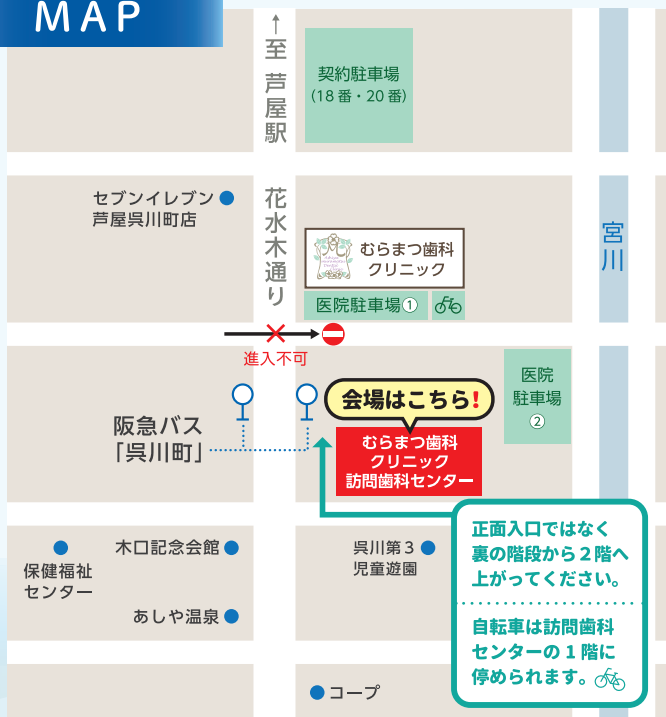 MAP
至 芦屋駅
契約駐車場
(18番・20番)
セブンイレブン
芦屋呉川町店
花水木通り
宮川
むらまつ歯科
クリニック
医院駐車場①
進入不可
医院
駐車場
②
会場はこちら!
阪急バス
「呉川町」
むらまつ歯科
クリニック
訪問歯科センター
正面入口ではなく
裏の階段から2階へ
上がってください。
自転車は訪問歯科
センターの1階に
停められます。
木口記念会館
保健福祉
センター
呉川第3
児童遊園
あしや温泉
コープ